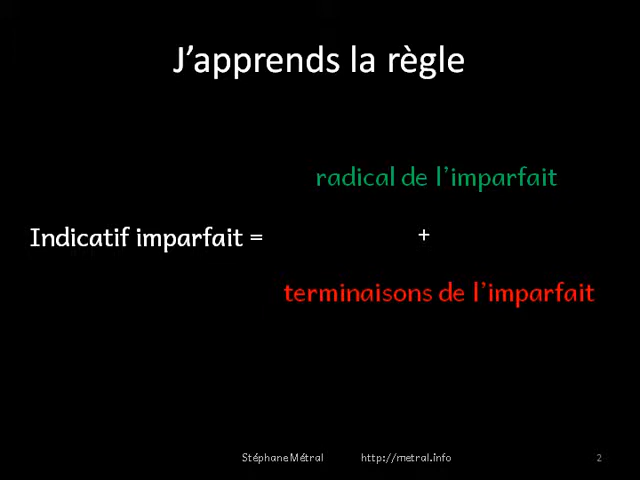 J'apprends la règle
radical de l'imparfait
Indicatif imparfait = +
terminaisons de l'imparfait
Stéphane Métral http://metral.info 2